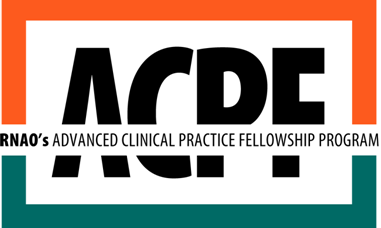 ACPF
RNAO's ADVANCED CLINICAL PRACTICE FELLOWSHIP PROGRAM